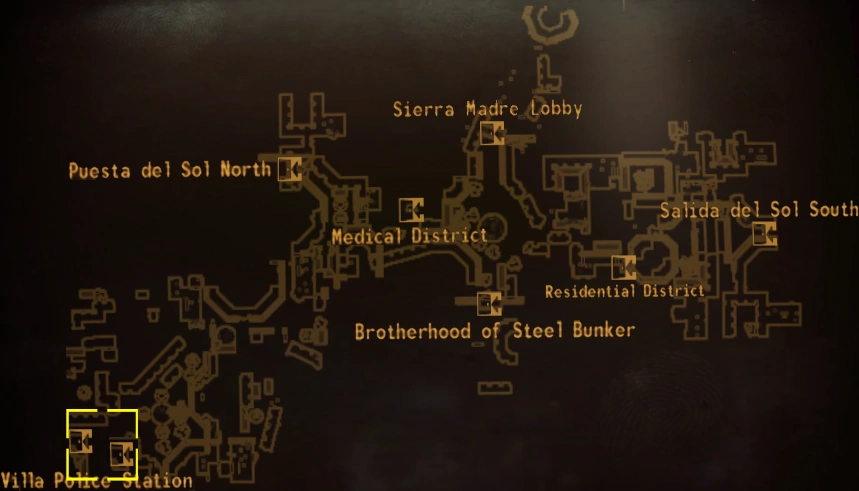 Sierra Madre Lobby
Puesta del Sol North
Salida del Sol South
Medical District
Residential District
Brotherhood of Steel Bunker
Villa Police Station